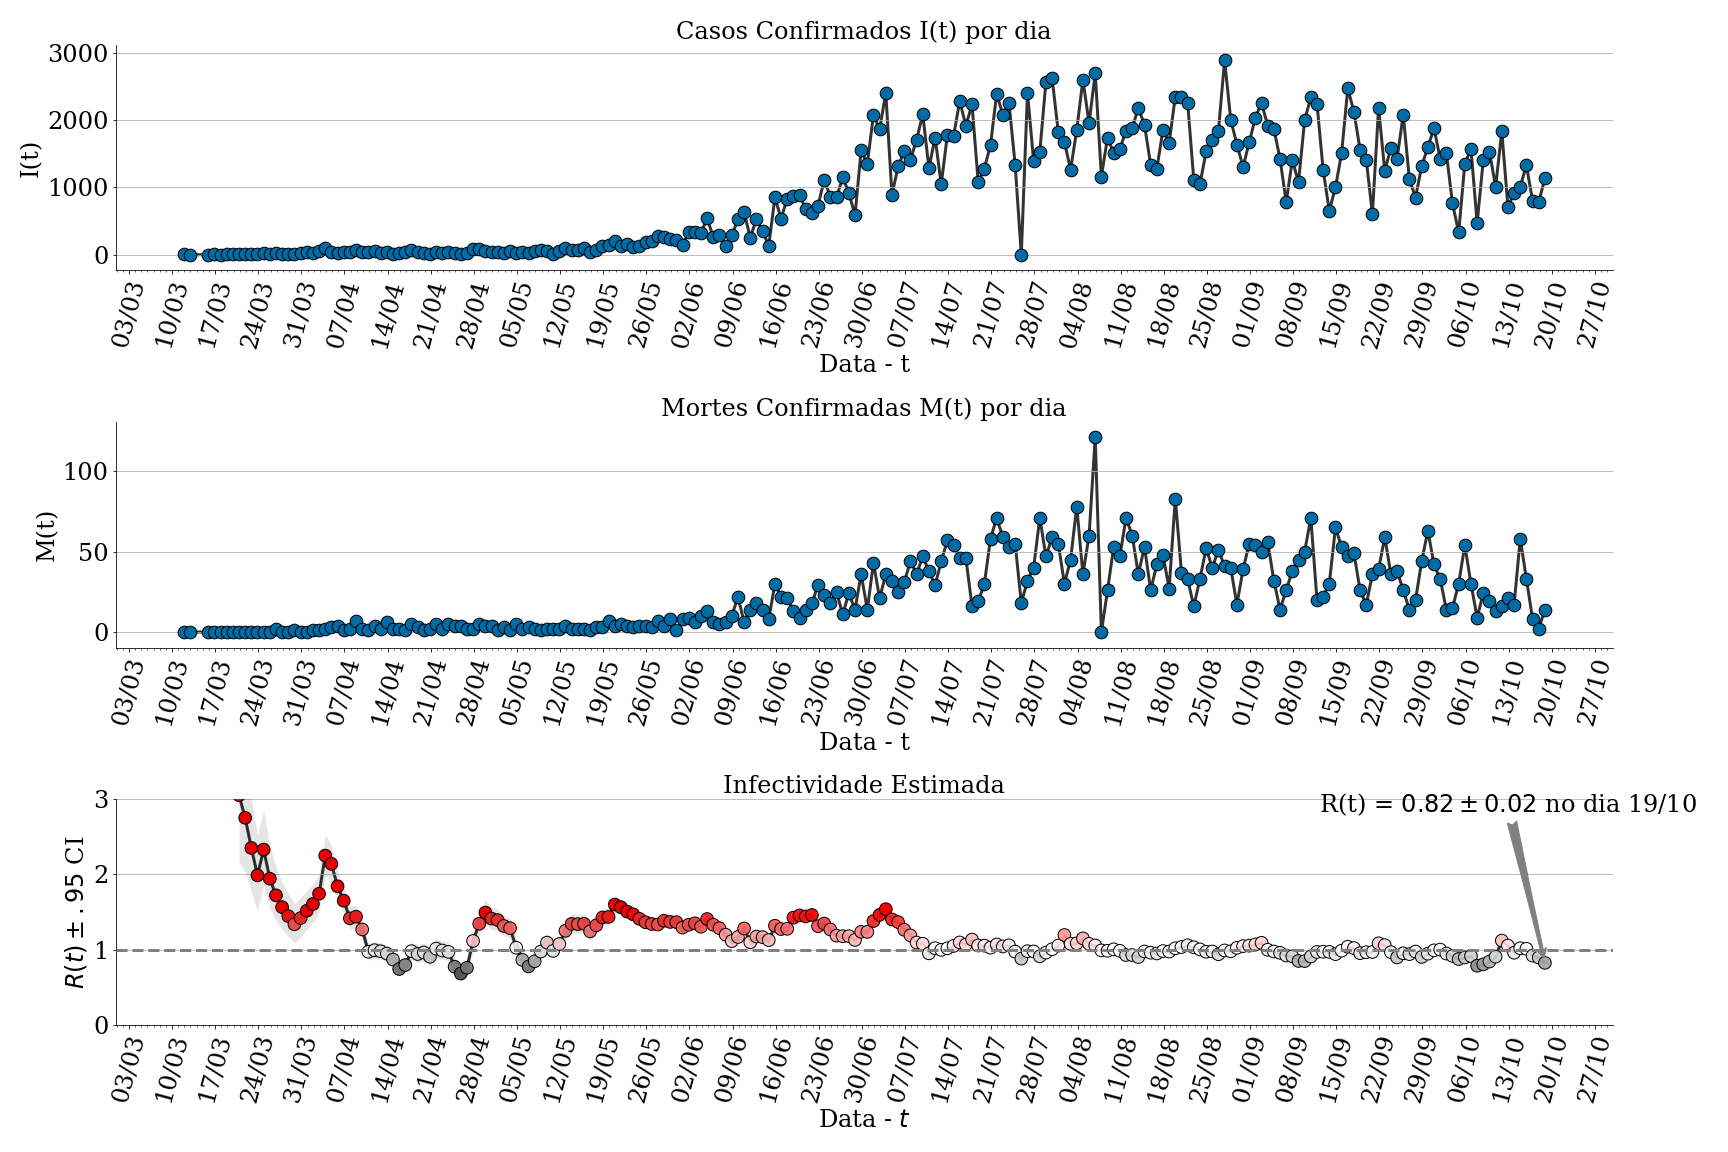 Casos Confirmados I(t) por dia
3000
2000
1000
0
I(t)
03/03 10/03 17/03 24/03 31/03 07/04 14/04 21/04 28/04 05/05 12/05 19/05 26/05 02/06 09/06 16/06 23/06 30/06 07/07 14/07 21/07 28/07 04/08 11/08 18/08 25/08 01/09 08/09 15/09 22/09 29/09 06/10 13/10 20/10 27/10
Data - t
Mortes Confirmadas M(t) por dia
100
50
0
M(t)
03/03 10/03 17/03 24/03 31/03 07/04 14/04 21/04 28/04 05/05 12/05 19/05 26/05 02/06 09/06 16/06 23/06 30/06 07/07 14/07 21/07 28/07 04/08 11/08 18/08 25/08 01/09 08/09 15/09 22/09 29/09 06/10 13/10 20/10 27/10
Data - t
Infectividade Estimada
R(t) = 0.82 ± 0.02 no dia 19/10
3
2
1
0
R(t) ± .95 CI
03/03 10/03 17/03 24/03 31/03 07/04 14/04 21/04 28/04 05/05 12/05 19/05 26/05 02/06 09/06 16/06 23/06 30/06 07/07 14/07 21/07 28/07 04/08 11/08 18/08 25/08 01/09 08/09 15/09 22/09 29/09 06/10 13/10 20/10 27/10
Data - t